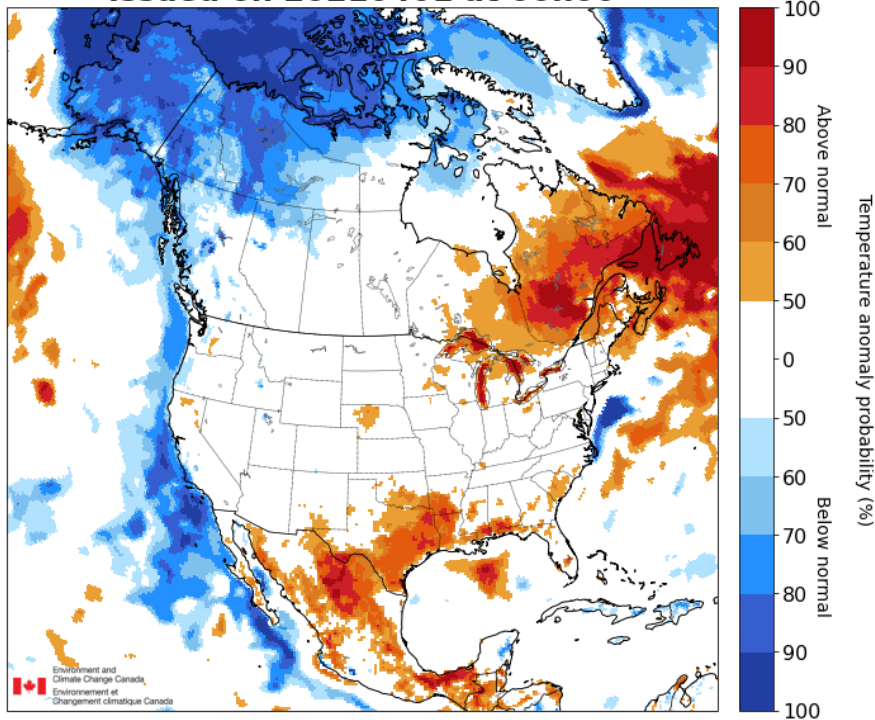 100
90
80
70
60
50
0
50
60
70
80
90
100
Above normal
Below normal
Temperature anomaly probability (%)
Environment and
Climate Change Canada
Environnement et
Changement climatique Canada